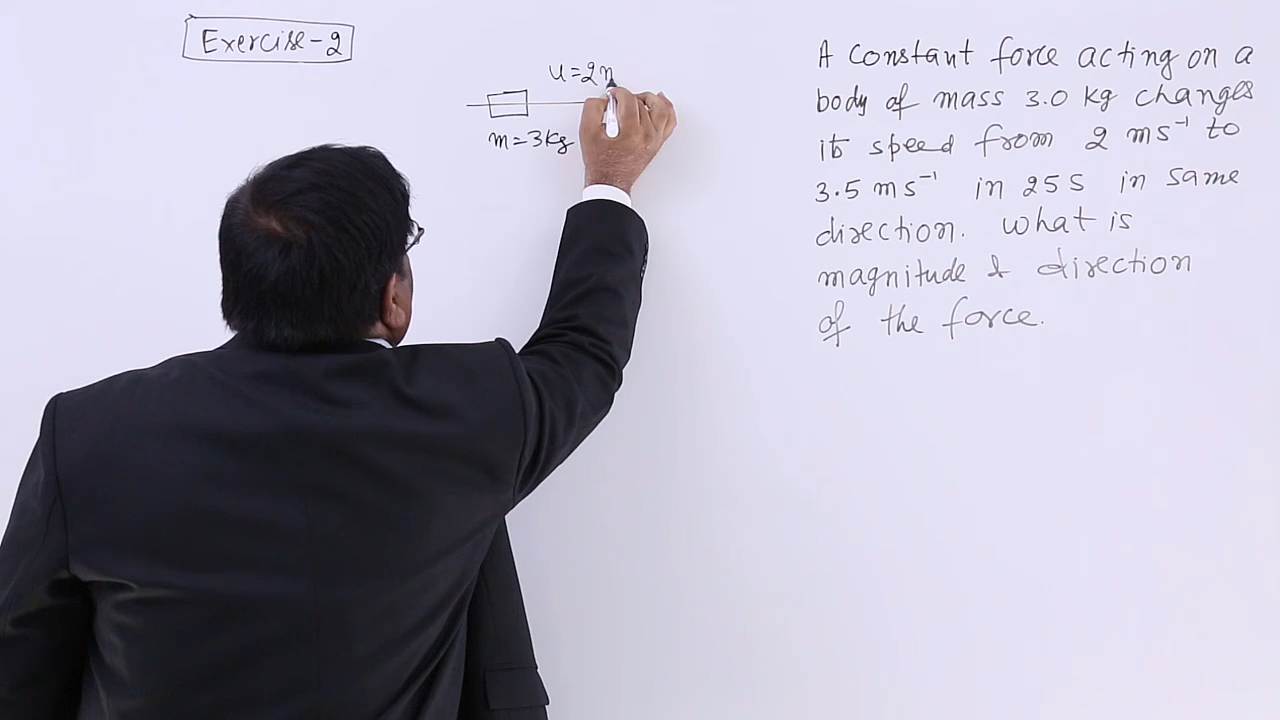 Exercise-2
u=2m
m=3kg
A constant force acting on a
body of mass 3.0 kg changes
its speed from 2 ms⁻¹ to
3.5 ms⁻¹ in 25 s in same
direction. What is
magnitude & direction
of the force.